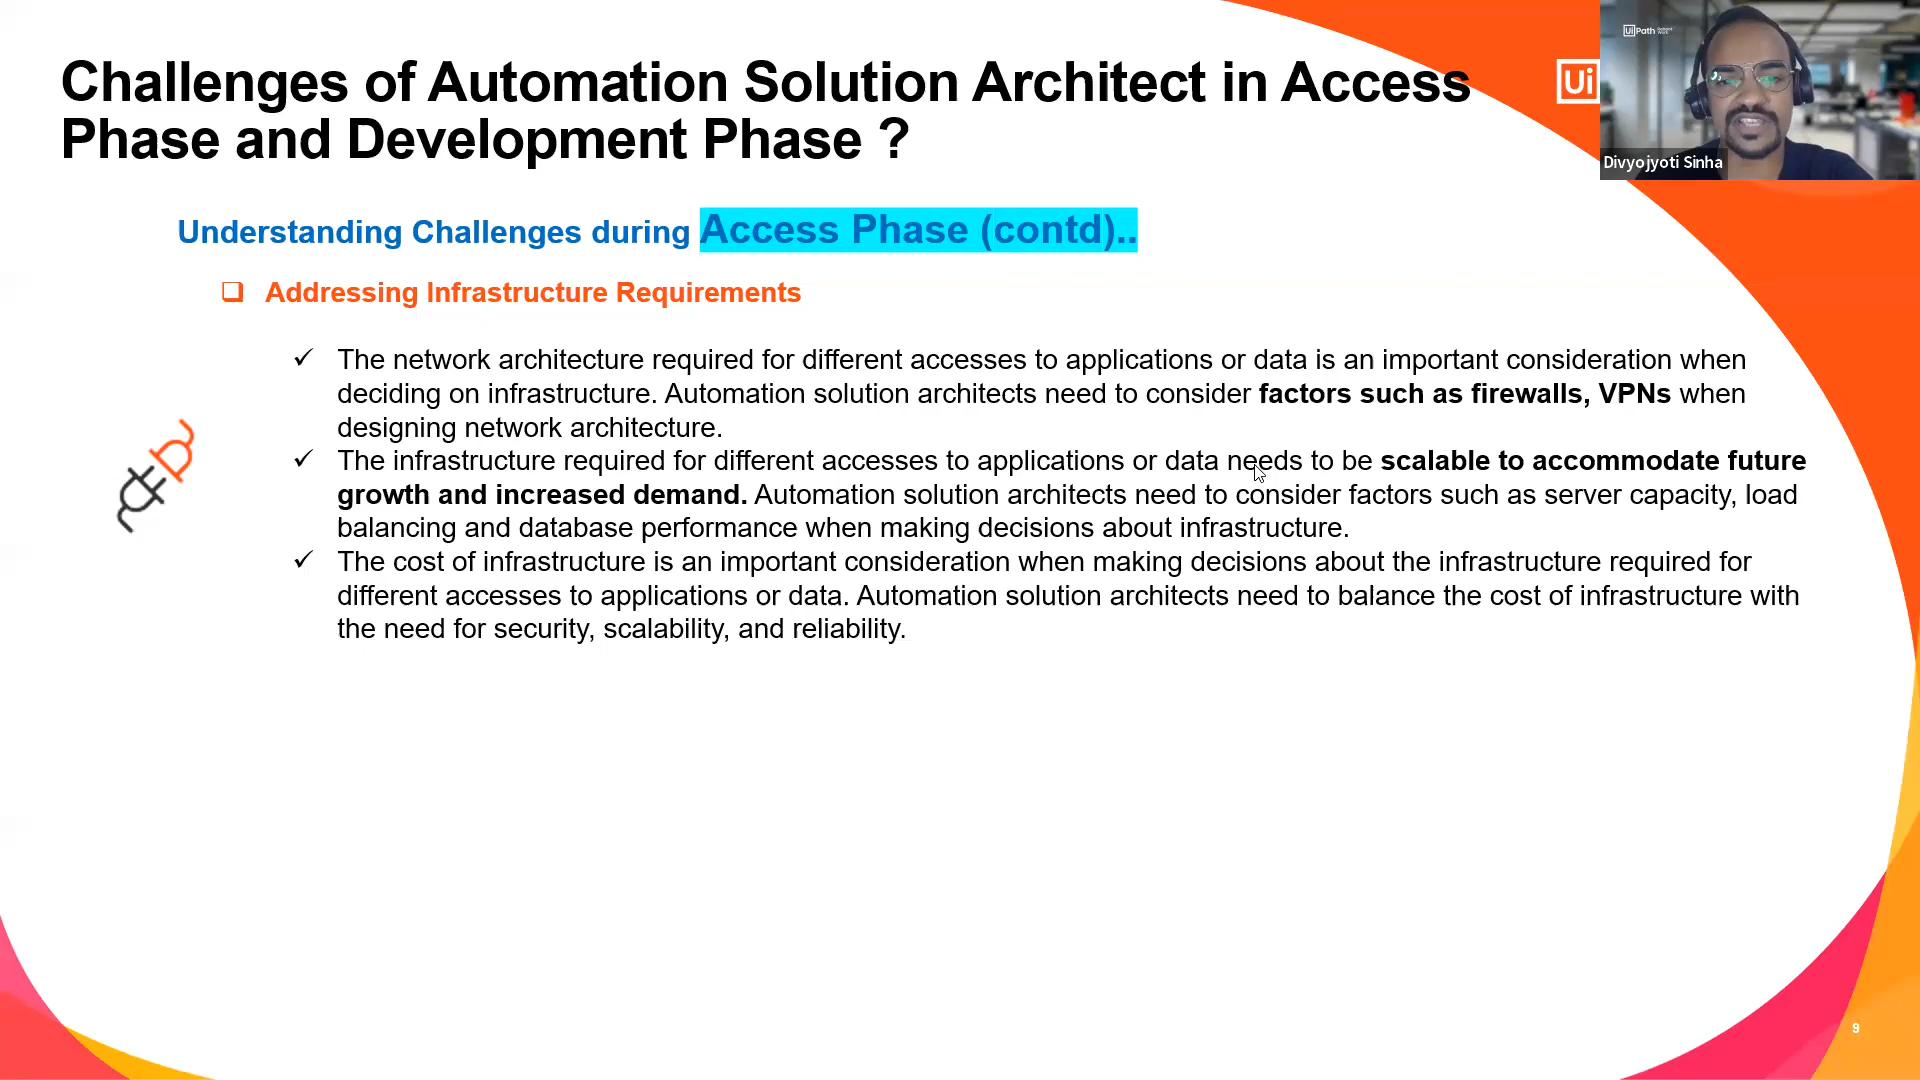 Challenges of Automation Solution Architect in Access
Phase and Development Phase ?
Ui
UiPath
Divyojyoti Sinha
Understanding Challenges during Access Phase (contd)..
Addressing Infrastructure Requirements
The network architecture required for different accesses to applications or data is an important consideration when
deciding on infrastructure. Automation solution architects need to consider factors such as firewalls, VPNs when
designing network architecture.
The infrastructure required for different accesses to applications or data needs to be scalable to accommodate future
growth and increased demand. Automation solution architects need to consider factors such as server capacity, load
balancing and database performance when making decisions about infrastructure.
The cost of infrastructure is an important consideration when making decisions about the infrastructure required for
different accesses to applications or data. Automation solution architects need to balance the cost of infrastructure with
the need for security, scalability, and reliability.
9